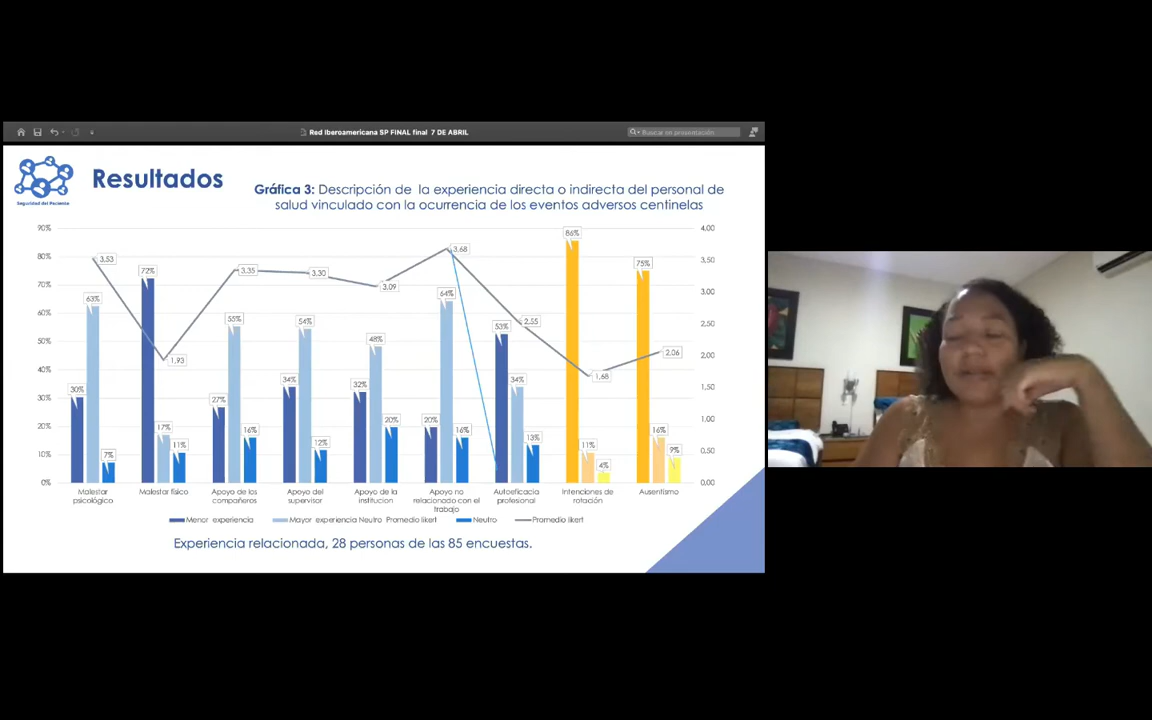 Red Iberoamericana SP FINAL final 7 DE ABRIL
Buscar en presentación
Seguridad del Paciente
Resultados
Gráfica 3: Descripción de la experiencia directa o indirecta del personal de
salud vinculado con la ocurrencia de los eventos adversos centinelas
90%
80%
70%
60%
50%
40%
30%
20%
10%
0%
4.00
3,50
3,00
2,50
2,00
1,50
1,00
0,50
0,00
30%
63%
7%
3,53
72%
17%
11%
1,93
27%
55%
16%
3,35
34%
54%
12%
3,30
32%
48%
20%
3,09
20%
64%
16%
3,68
53%
34%
13%
2,55
86%
11%
4%
1,68
75%
16%
9%
2,06
Malestar
psicológico
Malestar físico
Apoyo de los
compañeros
Apoyo del
supervisor
Apoyo de la
institucion
Apoyo no
relacionado con el
trabajo
Autoeficacia
profesional
Intenciones de
rotación
Ausentismo
Menor experiencia
Mayor experiencia Neutro Promedio likert
Neutro
Promedio likert
Experiencia relacionada, 28 personas de las 85 encuestas.